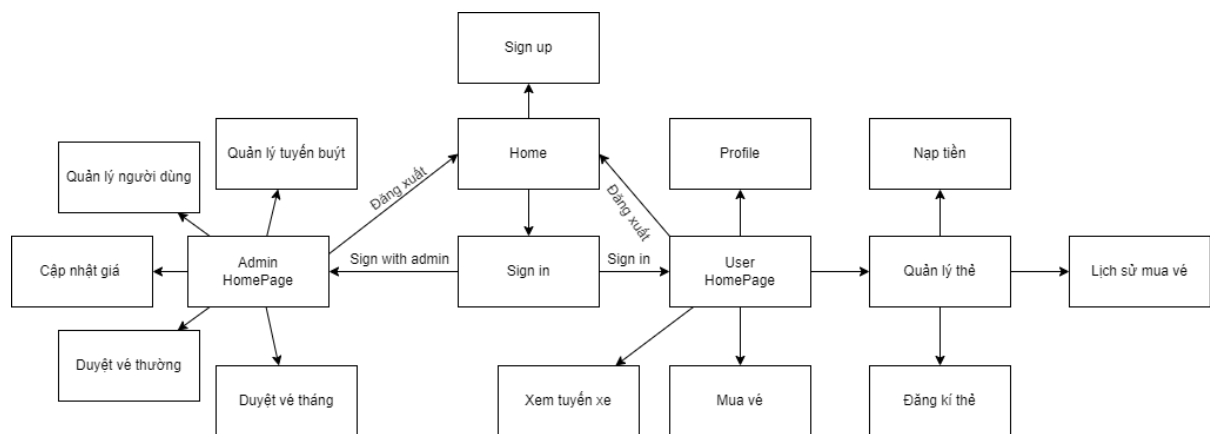 Sign up
Quản lý tuyến buýt
Home
Profile
Nạp tiền
Quản lý người dùng
Đăng xuất
Đăng xuất
Cập nhật giá
Admin
HomePage
Sign with admin
Sign in
Sign in
User
HomePage
Quản lý thẻ
Lịch sử mua vé
Duyệt vé thường
Duyệt vé tháng
Xem tuyến xe
Mua vé
Đăng kí thẻ